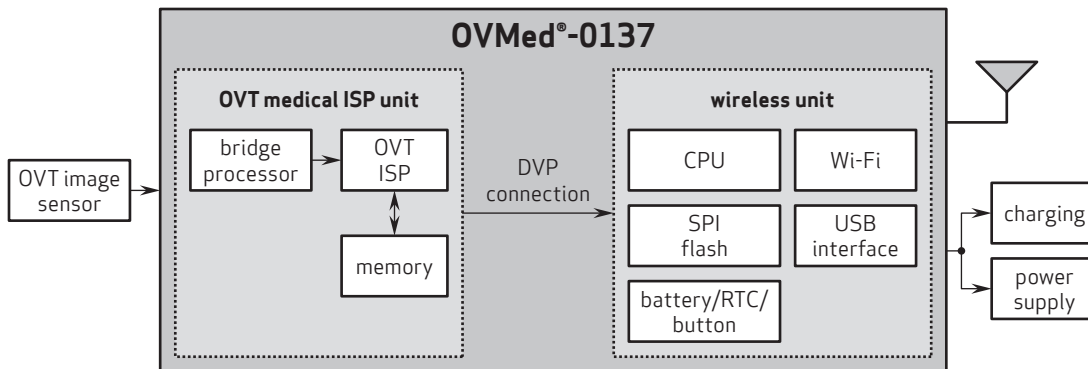 OVMed®-0137
OVT medical ISP unit
bridge
processor
OVT
ISP
memory
OVT image
sensor
DVP
connection
wireless unit
CPU
Wi-Fi
SPI
flash
USB
interface
battery/RTC/
button
charging
power
supply